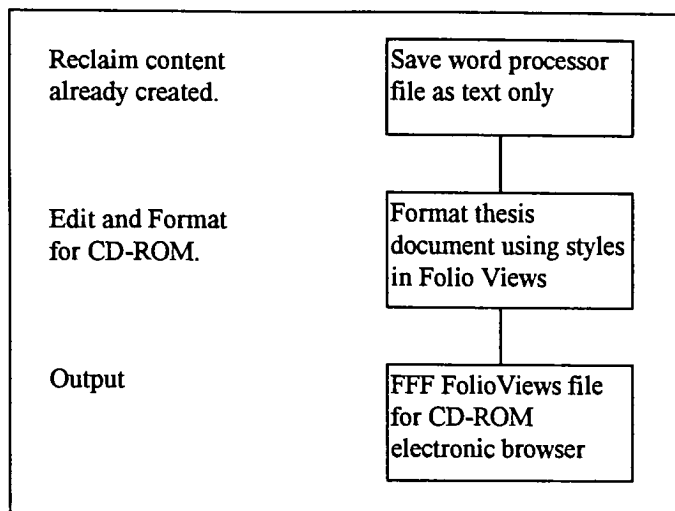 Reclaim content
already created.
Save word processor
file as text only
Edit and Format
for CD-ROM.
Format thesis
document using styles
in Folio Views
Output
FFF FolioViews file
for CD-ROM
electronic browser